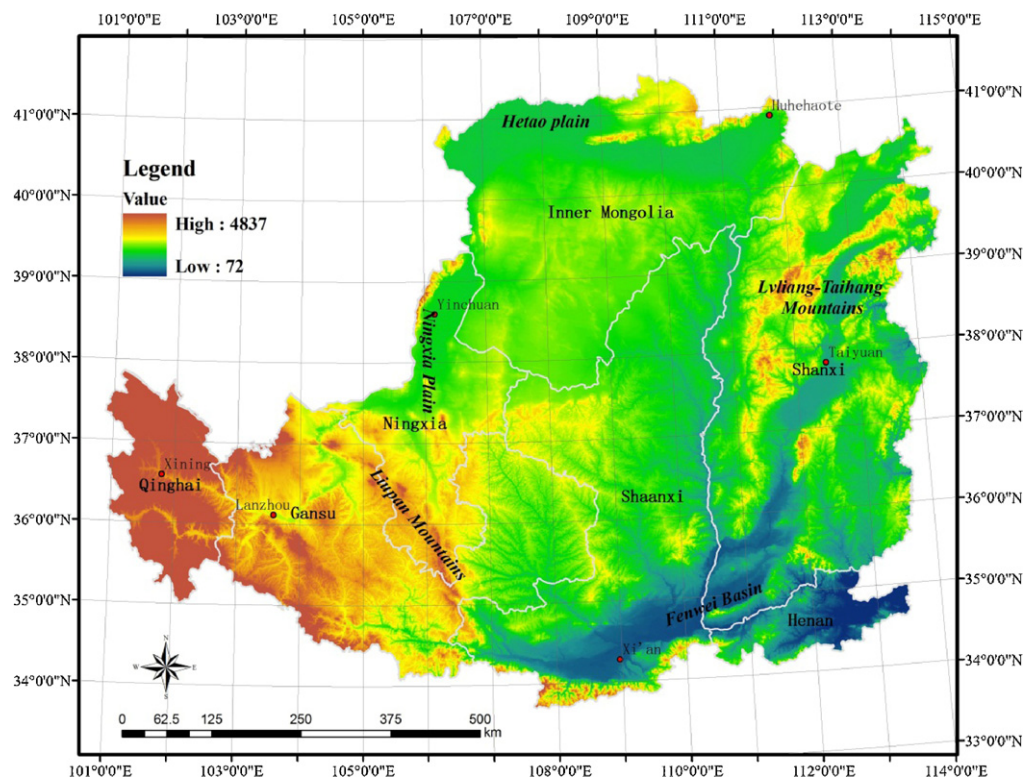 101°0'0"E 103°0'0"E 105°0'0"E 107°0'0"E 109°0'0"E 111°0'0"E 113°0'0"E 115°0'0"E
41°0'0"N
40°0'0"N
39°0'0"N
38°0'0"N
37°0'0"N
36°0'0"N
35°0'0"N
34°0'0"N
Legend
Value
High : 4837
Low : 72
Hetao plain
Huhehaote
Inner Mongolia
Yinchuan
Ningxia Plain
Ningxia
Lvliang-Taihang
Mountains
Taiyuan
Shanxi
Xining
Qinghai
Lanzhou
Gansu
Liupan Mountains
Shaanxi
Fenwei Basin
Henan
Xi'an
N
W E
S
0 62.5 125 250 375 500
km
41°0'0"N
40°0'0"N
39°0'0"N
38°0'0"N
37°0'0"N
36°0'0"N
35°0'0"N
34°0'0"N
33°0'0"N
101°0'0"E 103°0'0"E 105°0'0"E 108°0'0"E 110°0'0"E 112°0'0"E 114°0'0"E